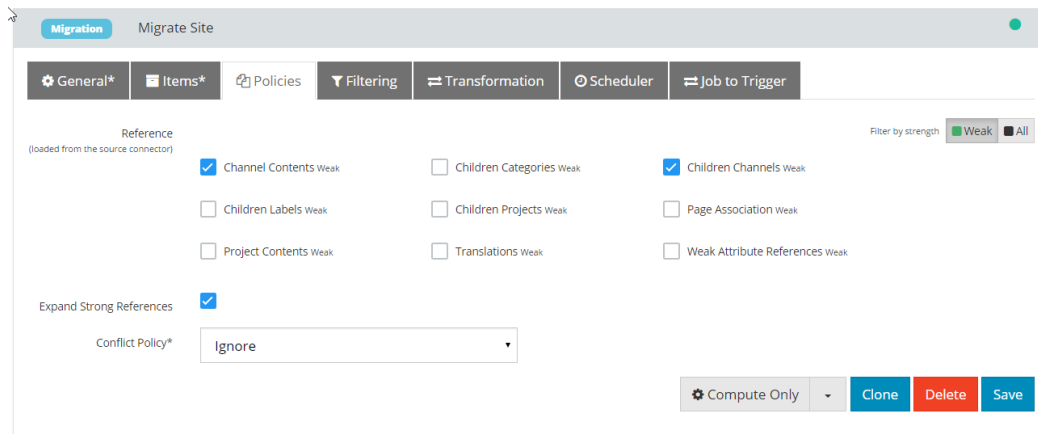 Migration Migrate Site
General* Items* Policies Filtering Transformation Scheduler Job to Trigger
Reference
(loaded from the source connector)
Filter by strength Weak All
Channel Contents Weak Children Categories Weak Children Channels Weak
Children Labels Weak Children Projects Weak Page Association Weak
Project Contents Weak Translations Weak Weak Attribute References Weak
Expand Strong References
Conflict Policy* Ignore
Compute Only Clone Delete Save